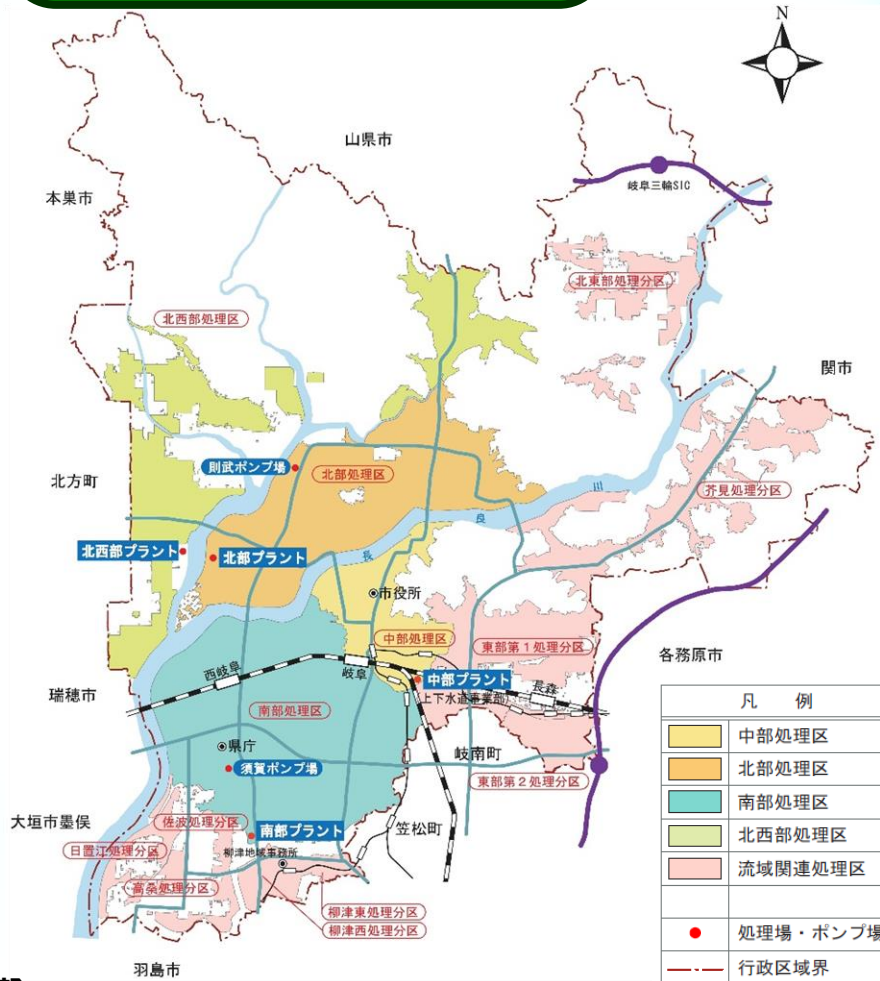 N
山県市
本巣市
岐阜三輪SIC
北東部処理分区
北西部処理区
関市
北方町
則武ポンプ場
北部処理区
芥見処理分区
川
良
長
北西部プラント
北部プラント
市役所
中部処理区
東部第1処理分区
各務原市
西岐阜
岐阜
中部プラント
長森
(上下水道事業部)
瑞穂市
南部処理区
県庁
岐南町
須賀ポンプ場
東部第2処理分区
大垣市墨俣
佐波処理分区
南部プラント
笠松町
日置江処理分区
柳津地域事務所
高桑処理分区
柳津東処理分区
柳津西処理分区
羽島市
凡 例
中部処理区
北部処理区
南部処理区
北西部処理区
流域関連処理区
処理場・ポンプ場
行政区域界